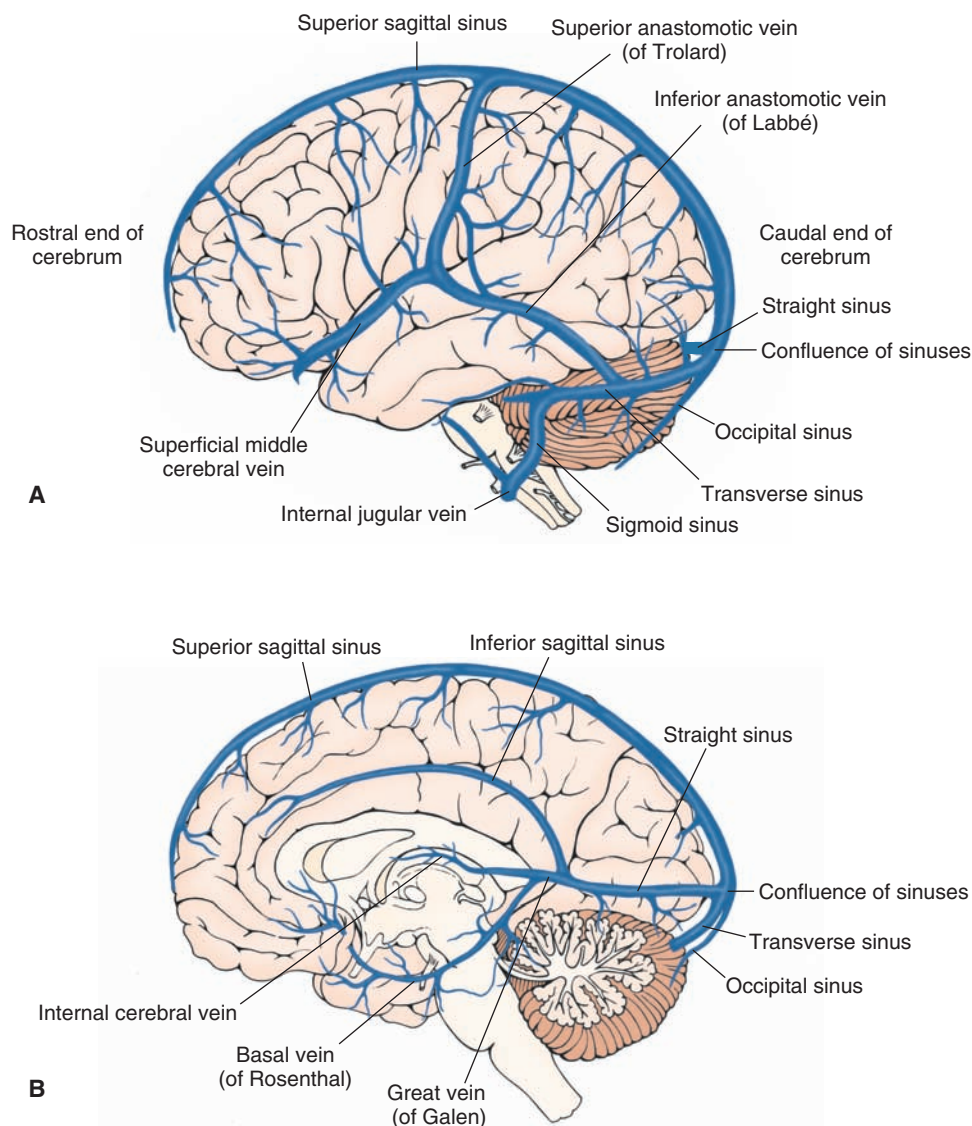 Superior sagittal sinus
Superior anastomotic vein
(of Trolard)
Inferior anastomotic vein
(of Labbé)
Rostral end of
cerebrum
Caudal end of
cerebrum
Straight sinus
Confluence of sinuses
Occipital sinus
Superficial middle
cerebral vein
Transverse sinus
A
Internal jugular vein
Sigmoid sinus
Superior sagittal sinus
Inferior sagittal sinus
Straight sinus
Confluence of sinuses
Transverse sinus
Occipital sinus
Internal cerebral vein
Basal vein
(of Rosenthal)
B
Great vein
(of Galen)